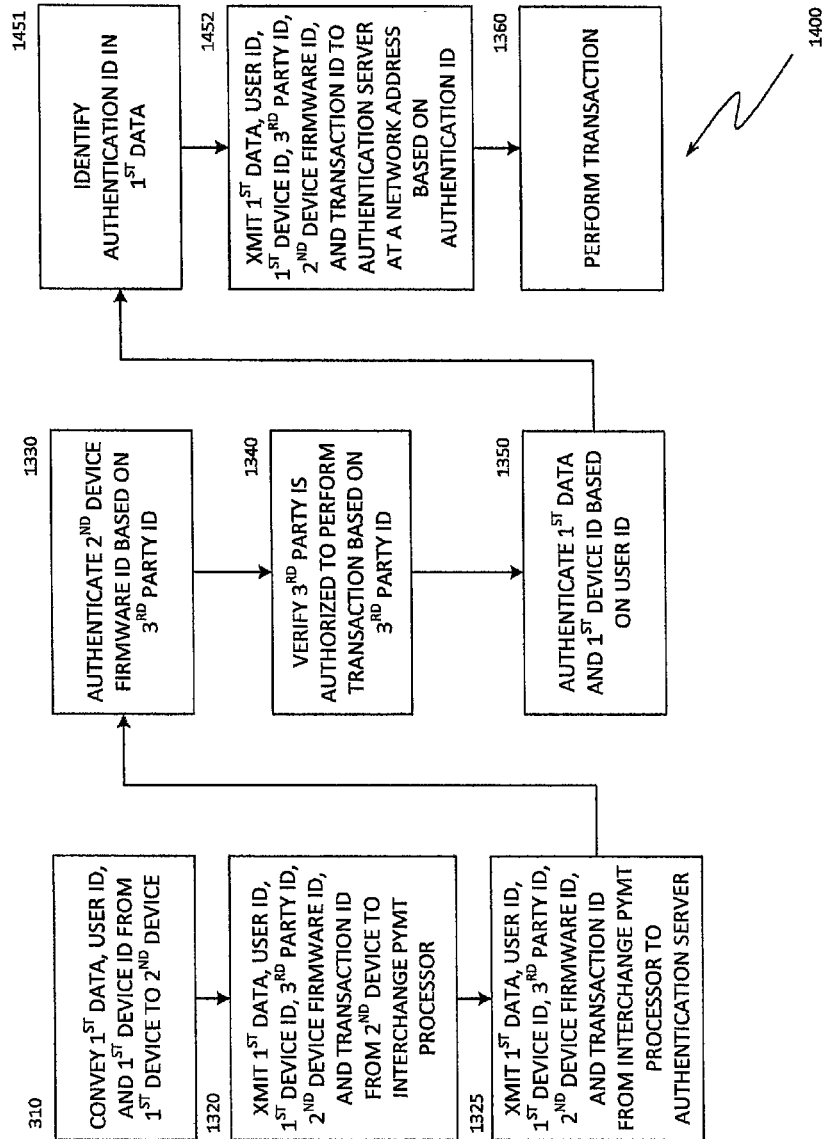 310
CONVEY 1ST DATA, USER ID,
AND 1ST DEVICE ID FROM
1ST DEVICE TO 2ND DEVICE
1320
XMIT 1ST DATA, USER ID,
1ST DEVICE ID, 3RD PARTY ID,
2ND DEVICE FIRMWARE ID,
AND TRANSACTION ID
FROM 2ND DEVICE TO
INTERCHANGE PYMT
PROCESSOR
1325
XMIT 1ST DATA, USER ID,
1ST DEVICE ID, 3RD PARTY ID,
2ND DEVICE FIRMWARE ID,
AND TRANSACTION ID
FROM INTERCHANGE PYMT
PROCESSOR TO
AUTHENTICATION SERVER
1330
AUTHENTICATE 2ND DEVICE
FIRMWARE ID BASED ON
3RD PARTY ID
1340
VERIFY 3RD PARTY IS
AUTHORIZED TO PERFORM
TRANSACTION BASED ON
3RD PARTY ID
1350
AUTHENTICATE 1ST DATA
AND 1ST DEVICE ID BASED
ON USER ID
1451
IDENTIFY
AUTHENTICATION ID IN
1ST DATA
1452
XMIT 1ST DATA, USER ID,
1ST DEVICE ID, 3RD PARTY ID,
2ND DEVICE FIRMWARE ID,
AND TRANSACTION ID TO
AUTHENTICATION SERVER
AT A NETWORK ADDRESS
BASED ON
AUTHENTICATION ID
1360
PERFORM TRANSACTION
1400